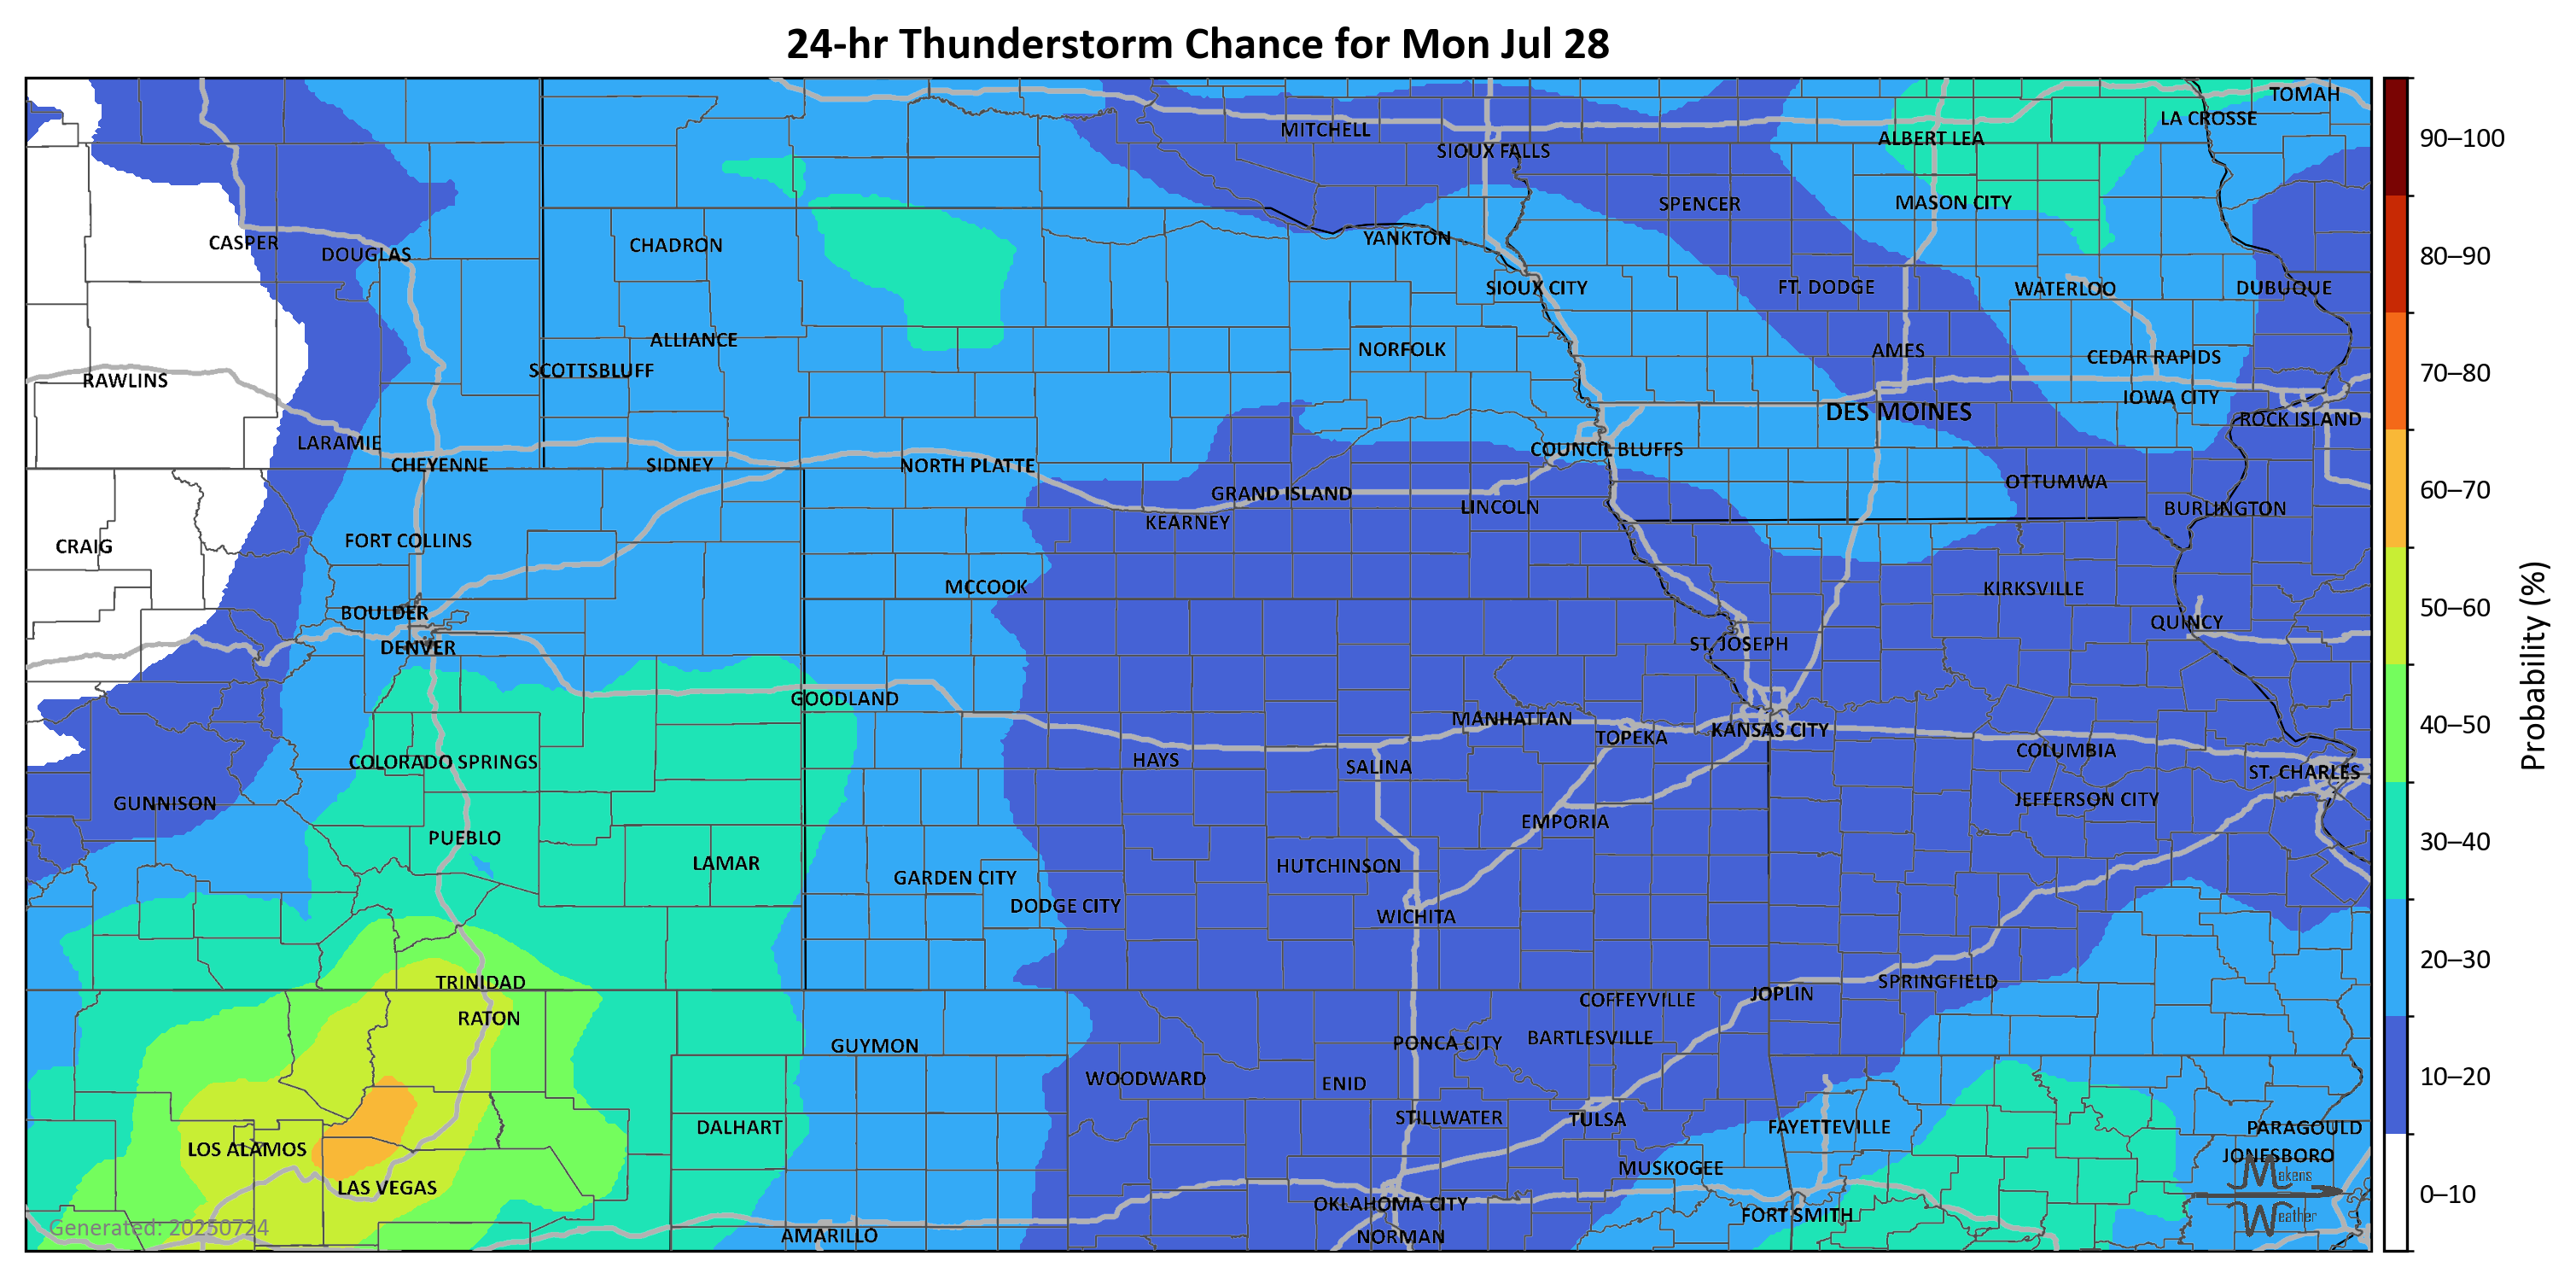 24-hr Thunderstorm Chance for Mon Jul 28
TOMAH
LA CROSSE
MITCHELL
ALBERT LEA
SIOUX FALLS
SPENCER
MASON CITY
CASPER
DOUGLAS
CHADRON
YANKTON
SIOUX CITY
FT. DODGE
WATERLOO
DUBUQUE
ALLIANCE
NORFOLK
AMES
CEDAR RAPIDS
SCOTTSBLUFF
RAWLINS
IOWA CITY
DES MOINES
ROCK ISLAND
LARAMIE
COUNCIL BLUFFS
CHEYENNE
SIDNEY
NORTH PLATTE
OTTUMWA
GRAND ISLAND
LINCOLN
BURLINGTON
KEARNEY
FORT COLLINS
CRAIG
MCCOOK
KIRKSVILLE
BOULDER
QUINCY
DENVER
ST. JOSEPH
GOODLAND
MANHATTAN
TOPEKA
KANSAS CITY
COLUMBIA
COLORADO SPRINGS
HAYS
SALINA
ST. CHARLES
GUNNISON
JEFFERSON CITY
EMPORIA
PUEBLO
LAMAR
HUTCHINSON
GARDEN CITY
DODGE CITY
WICHITA
TRINIDAD
SPRINGFIELD
JOPLIN
COFFEYVILLE
RATON
GUYMON
PONCA CITY
BARTLESVILLE
WOODWARD
ENID
STILLWATER
TULSA
DALHART
FAYETTEVILLE
PARAGOULD
LOS ALAMOS
JONESBORO
MUSKOGEE
LAS VEGAS
OKLAHOMA CITY
FORT SMITH
AMARILLO
NORMAN
Generated: 20250724
Makens
Weather
90–100
80–90
70–80
60–70
50–60
40–50
30–40
20–30
10–20
0–10
Probability (%)